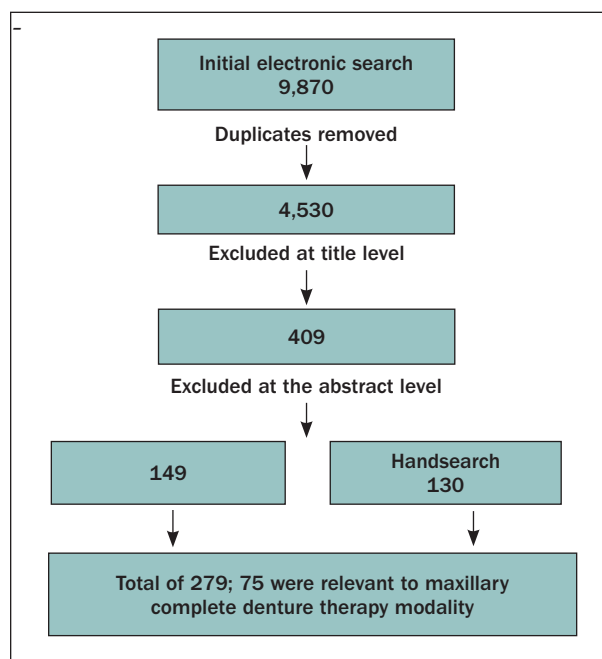 Initial electronic search
9,870
Duplicates removed
4,530
Excluded at title level
409
Excluded at the abstract level
149
Handsearch
130
Total of 279; 75 were relevant to maxillary
complete denture therapy modality